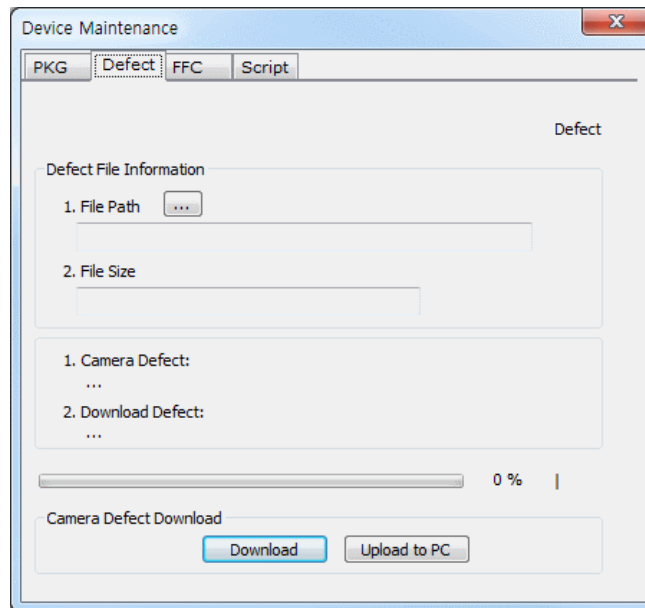 Device Maintenance
PKG Defect FFC Script
Defect
Defect File Information
1. File Path ...
2. File Size
1. Camera Defect:
...
2. Download Defect:
...
0 %
Camera Defect Download
Download Upload to PC